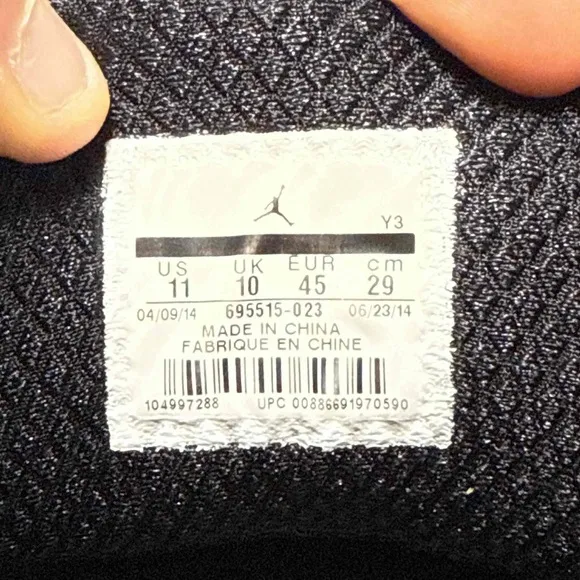 Y3
US UK EUR cm
11 10 45 29
04/09/14 695515-023 06/23/14
MADE IN CHINA
FABRIQUE EN CHINE
104997288 UPC 00886691970590